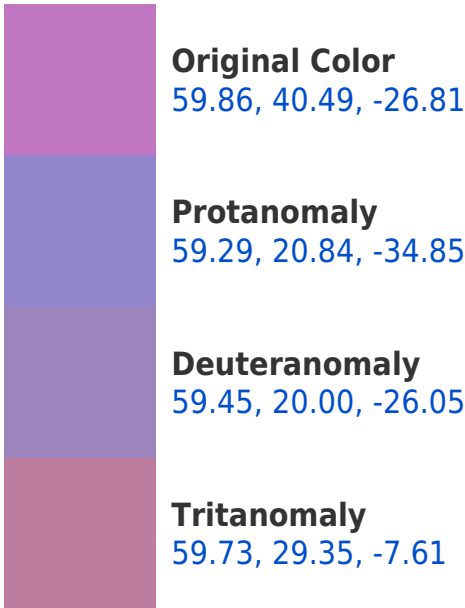 Original Color
59.86, 40.49, -26.81
Protanomaly
59.29, 20.84, -34.85
Deuteranomaly
59.45, 20.00, -26.05
Tritanomaly
59.73, 29.35, -7.61